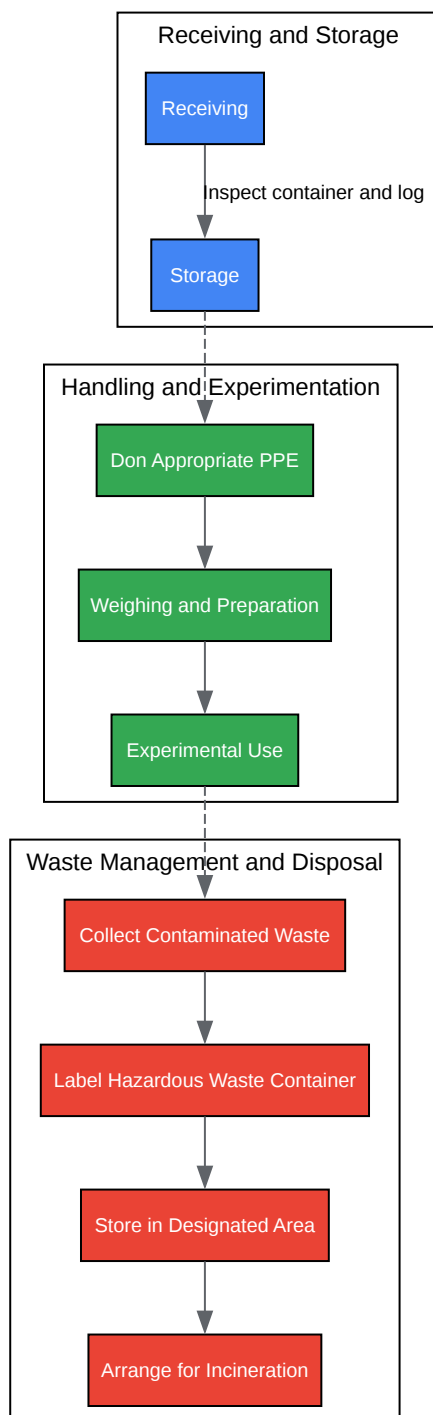 Receiving and Storage
Receiving
Inspect container and log
Storage
Handling and Experimentation
Don Appropriate PPE
Weighing and Preparation
Experimental Use
Waste Management and Disposal
Collect Contaminated Waste
Label Hazardous Waste Container
Store in Designated Area
Arrange for Incineration